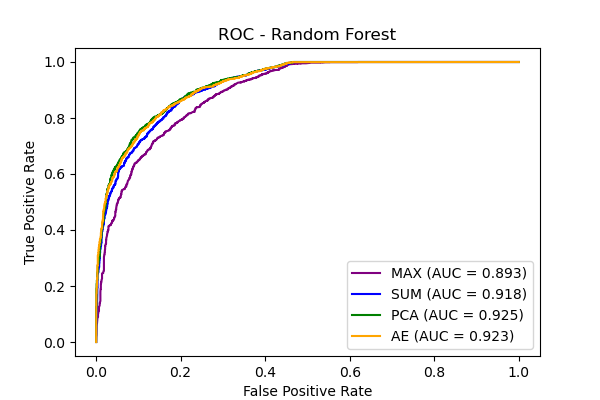 ROC - Random Forest
True Positive Rate
1.0
0.8
0.6
0.4
0.2
0.0
MAX (AUC = 0.893)
SUM (AUC = 0.918)
PCA (AUC = 0.925)
AE (AUC = 0.923)
0.0 0.2 0.4 0.6 0.8 1.0
False Positive Rate